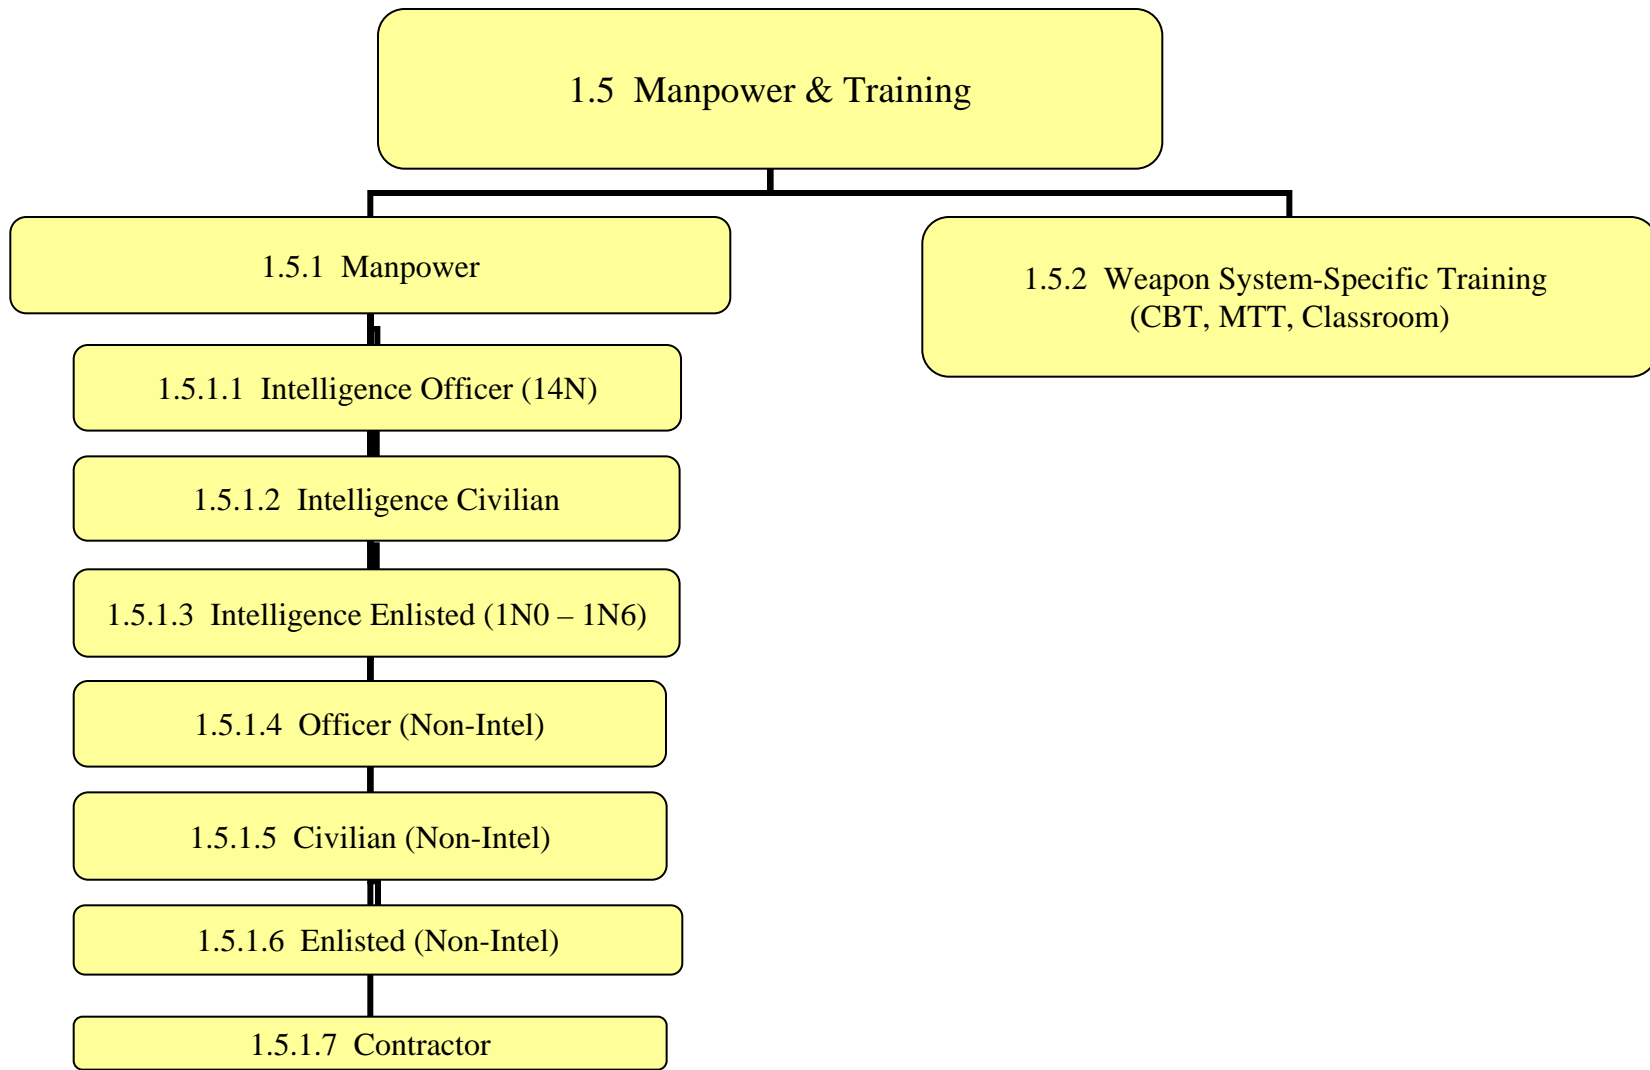 1.5 Manpower & Training
1.5.1 Manpower
1.5.2 Weapon System-Specific Training
(CBT, MTT, Classroom)
1.5.1.1 Intelligence Officer (14N)
1.5.1.2 Intelligence Civilian
1.5.1.3 Intelligence Enlisted (1N0 – 1N6)
1.5.1.4 Officer (Non-Intel)
1.5.1.5 Civilian (Non-Intel)
1.5.1.6 Enlisted (Non-Intel)
1.5.1.7 Contractor